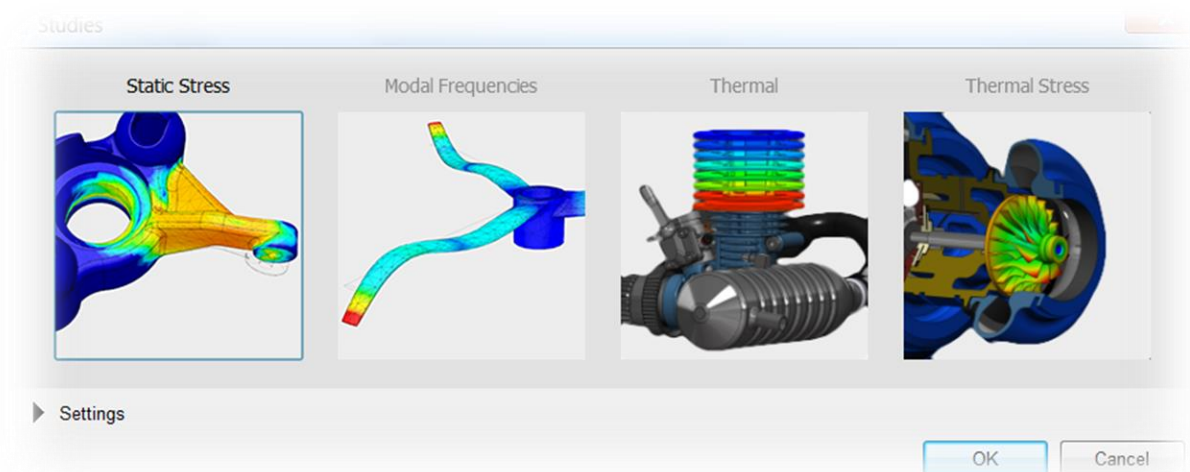 Studies
Static Stress
Modal Frequencies
Thermal
Thermal Stress
Settings
OK
Cancel